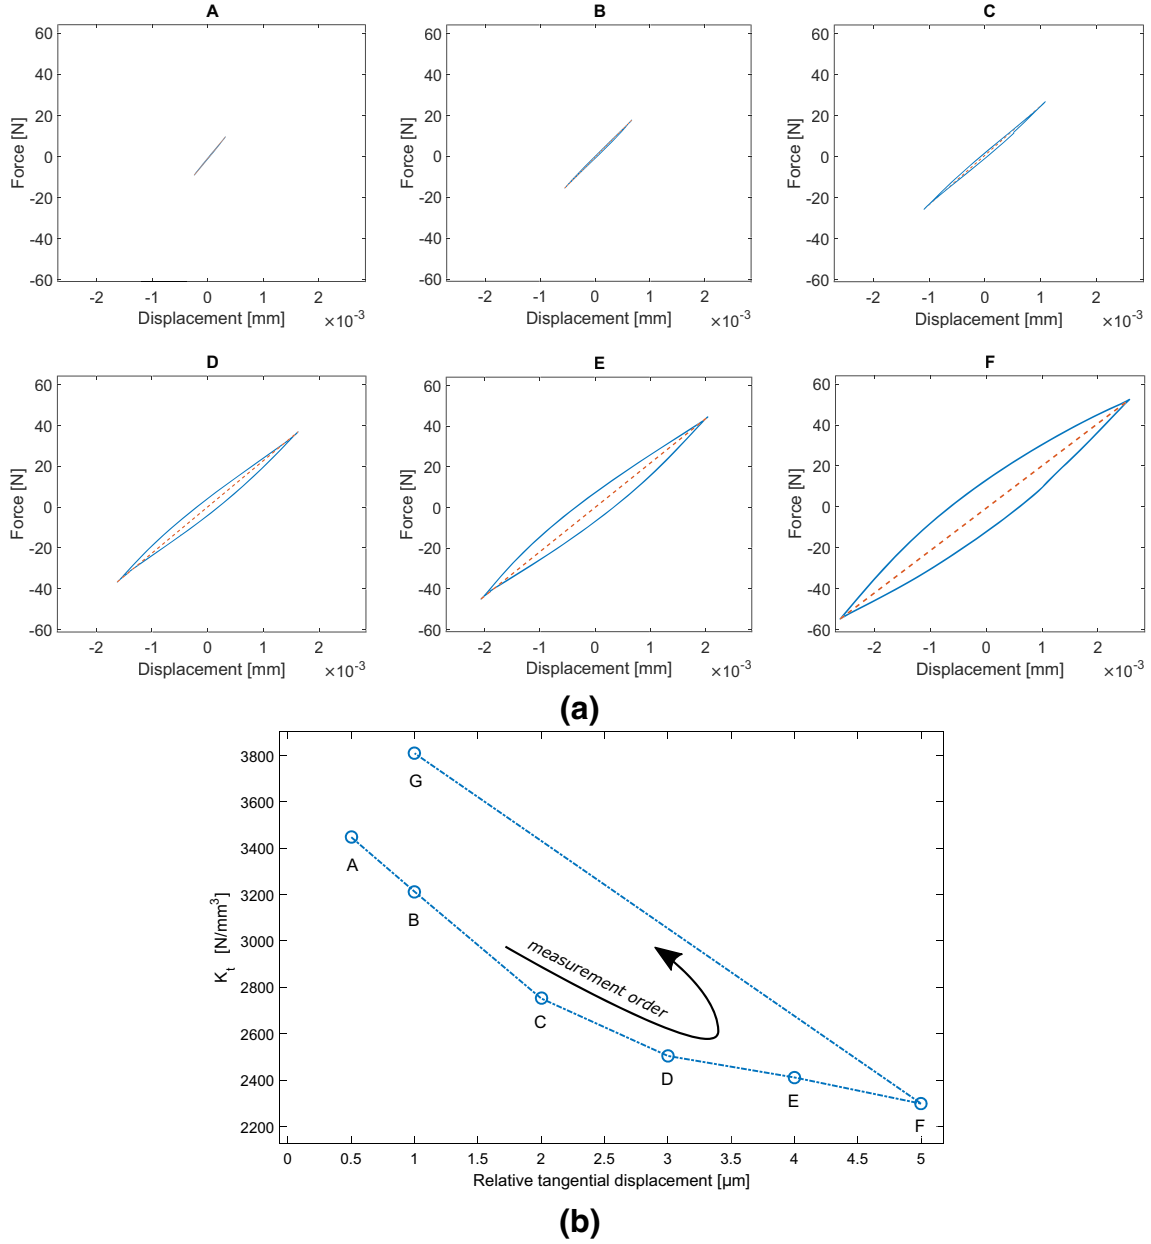 A
60
40
20
0
-20
-40
-60
Force [N]
-2 -1 0 1 2
Displacement [mm] ×10-3
B
60
40
20
0
-20
-40
-60
Force [N]
-2 -1 0 1 2
Displacement [mm] ×10-3
C
60
40
20
0
-20
-40
-60
Force [N]
-2 -1 0 1 2
Displacement [mm] ×10-3
D
60
40
20
0
-20
-40
-60
Force [N]
-2 -1 0 1 2
Displacement [mm] ×10-3
E
60
40
20
0
-20
-40
-60
Force [N]
-2 -1 0 1 2
Displacement [mm] ×10-3
F
60
40
20
0
-20
-40
-60
Force [N]
-2 -1 0 1 2
Displacement [mm] ×10-3
(a)
3800
3600
3400
3200
3000
2800
2600
2400
2200
Kt [N/mm3]
G
A
B
C
D
E
F
measurement order
0 0.5 1 1.5 2 2.5 3 3.5 4 4.5 5
Relative tangential displacement [μm]
(b)